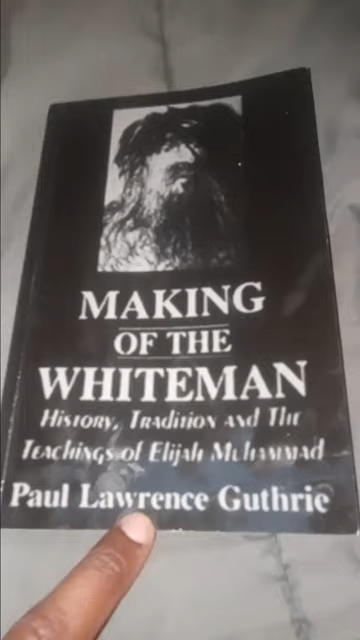 MAKING
OF THE
WHITEMAN
History, Tradition and The
Teachings of Elijah Muhammad
Paul Lawrence Guthrie